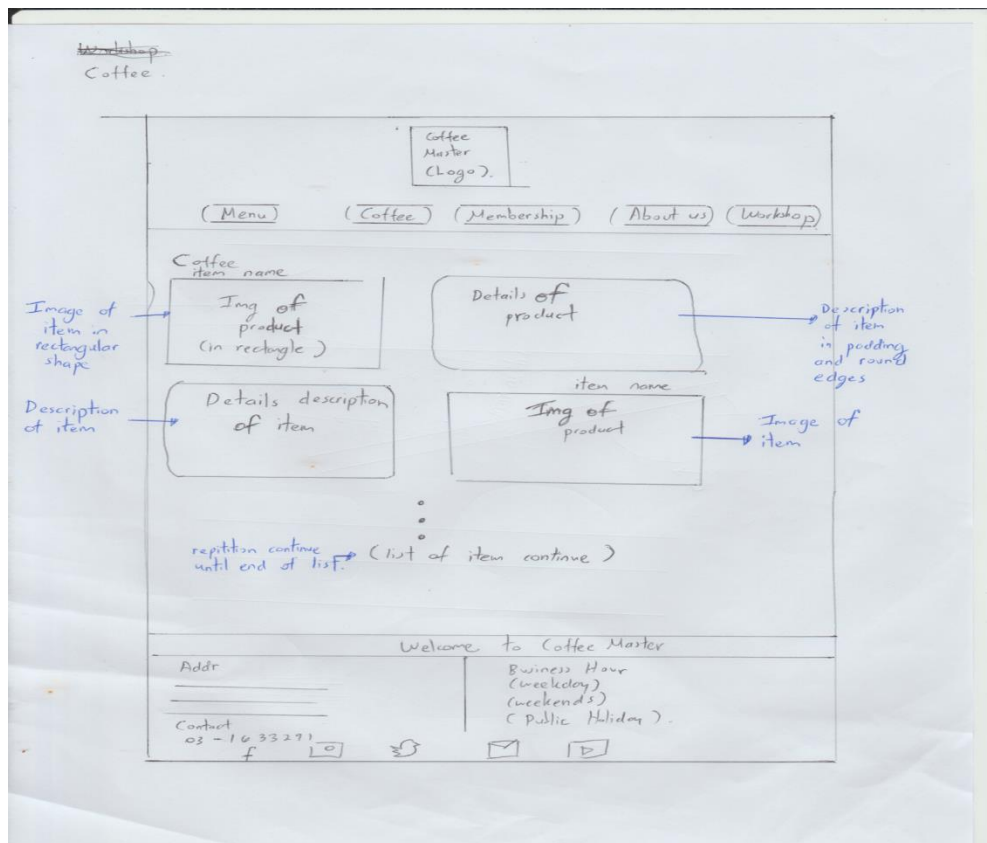 Workshop
Coffee.
Coffee
Master
(Logo).
(Menu) (Coffee) (Membership) (About us) (Workshop)
Coffee
item name
Img of
product
(in rectangle)
Details of
product
Image of
item in
rectangular
shape
Description
of item
in padding
and round
edges
item name
Details description
of item
Img of
product
Description
of item
Image of
item
repitition continue
until end of list.
(list of item continue)
Welcome to Coffee Master
Addr
Business Hour
(weekday)
(weekends)
(Public Holiday).
Contact
03-1633291
f